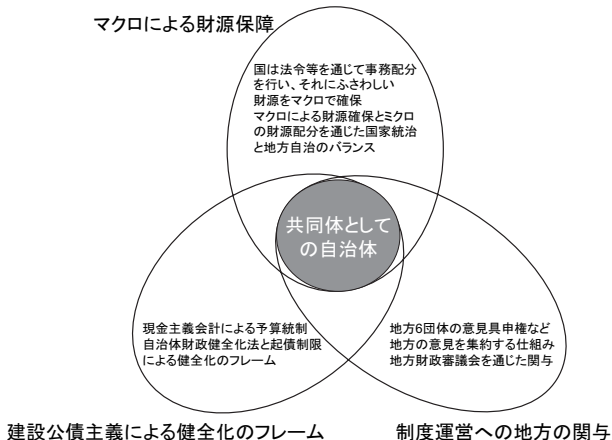 マクロによる財源保障
国は法令等を通じて事務配分
を行い、それにふさわしい
財源をマクロで確保
マクロによる財源確保とミクロ
の財源配分を通じた国家統治
と地方自治のバランス
共同体として
の自治体
現金主義会計による予算統制
自治体財政健全化法と起債制限
による健全化のフレーム
地方6団体の意見具申権など
地方の意見を集約する仕組み
地方財政審議会を通じた関与
建設公債主義による健全化のフレーム
制度運営への地方の関与